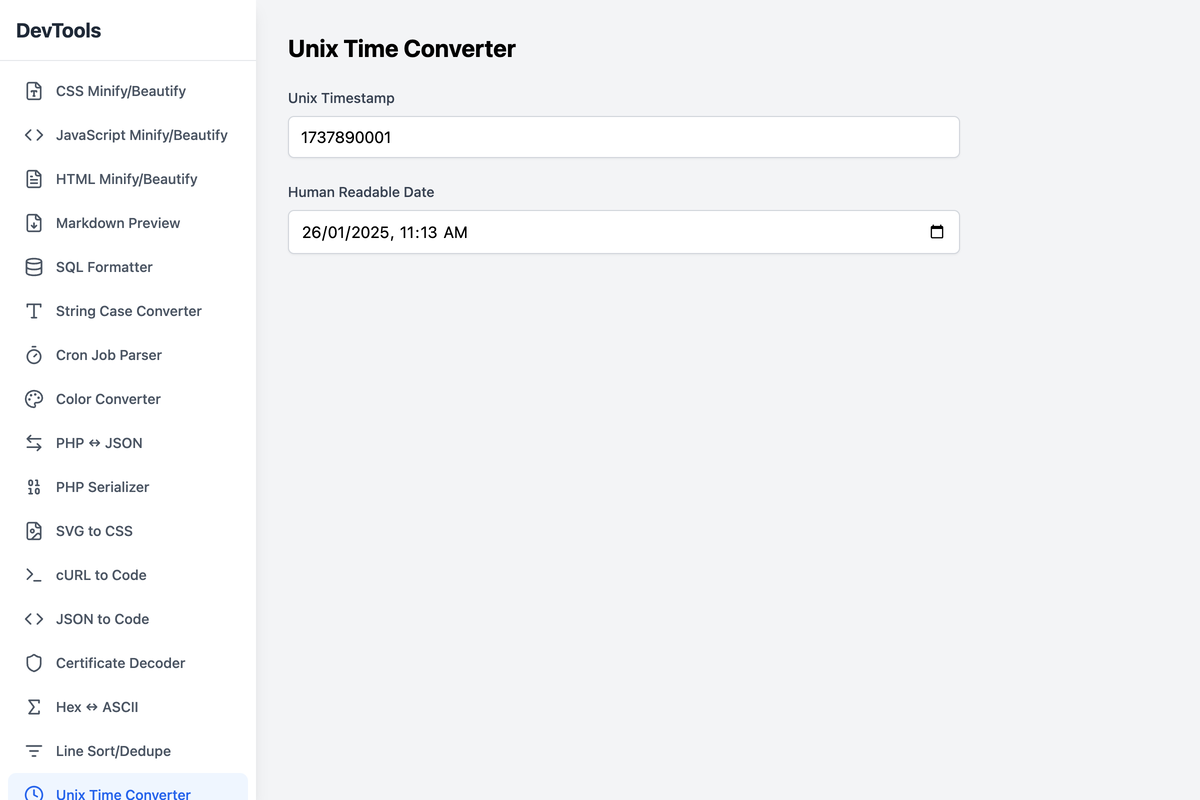 DevTools
CSS Minify/Beautify
JavaScript Minify/Beautify
HTML Minify/Beautify
Markdown Preview
SQL Formatter
String Case Converter
Cron Job Parser
Color Converter
PHP ↔ JSON
PHP Serializer
SVG to CSS
cURL to Code
JSON to Code
Certificate Decoder
Hex ↔ ASCII
Line Sort/Dedupe
Unix Time Converter
Unix Time Converter
Unix Timestamp
1737890001
Human Readable Date
26/01/2025, 11:13 AM